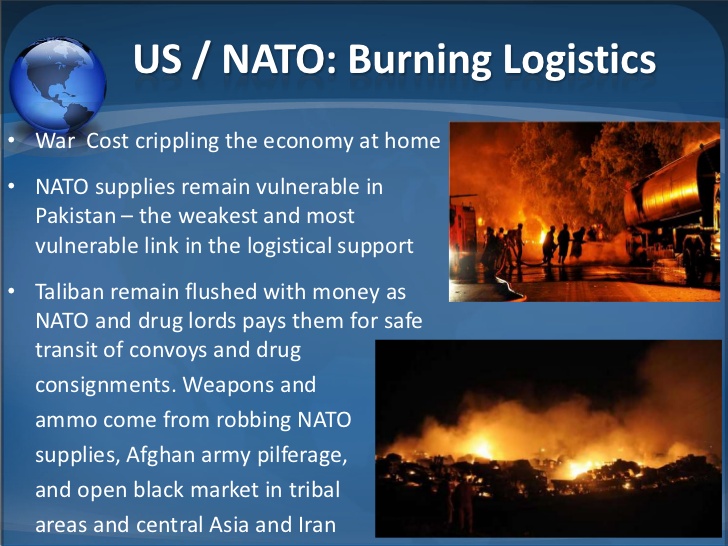 US / NATO: Burning Logistics
• War  Cost crippling the economy at home
• NATO supplies remain vulnerable in
Pakistan – the weakest and most
vulnerable link in the logistical support
• Taliban remain flushed with money as
NATO and drug lords pays them for safe
transit of convoys and drug
consignments. Weapons and
ammo come from robbing NATO
supplies, Afghan army pilferage,
and open black market in tribal
areas and central Asia and Iran